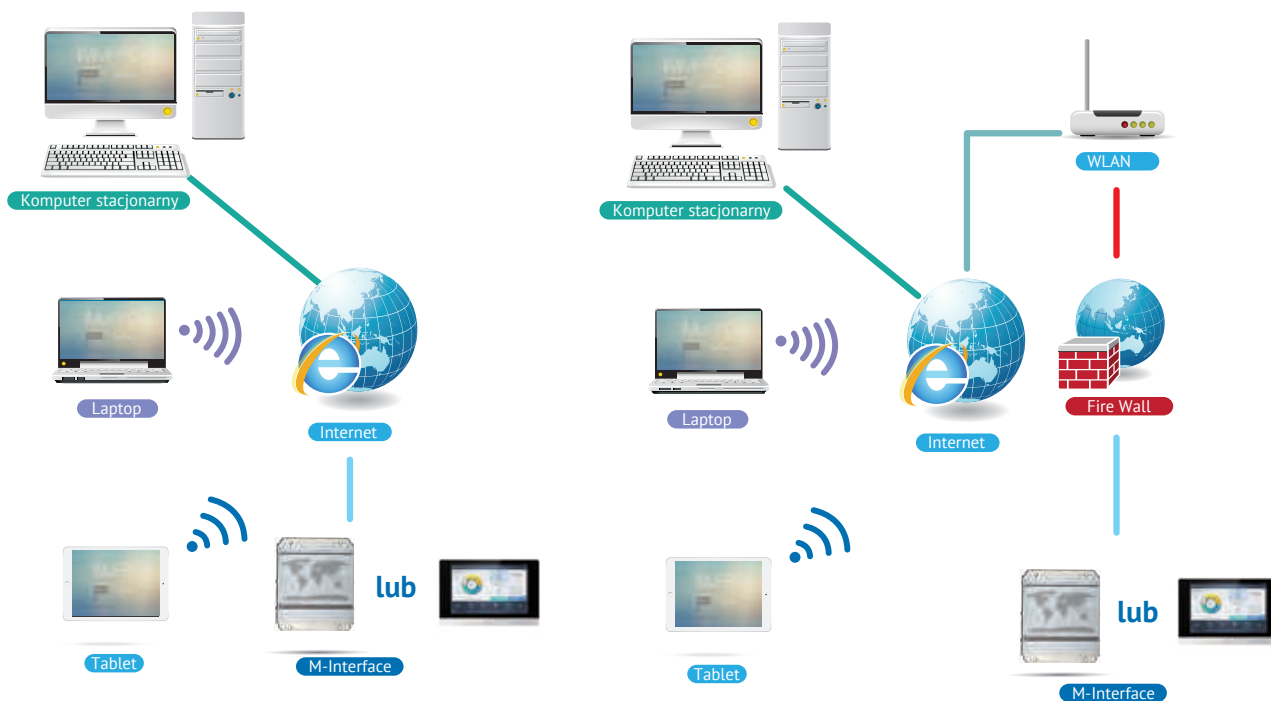 Komputer stacjonarny
Laptop
Internet
Tablet
lub
M-Interface
WLAN
Komputer stacjonarny
Laptop
Internet
Fire Wall
Tablet
lub
M-Interface